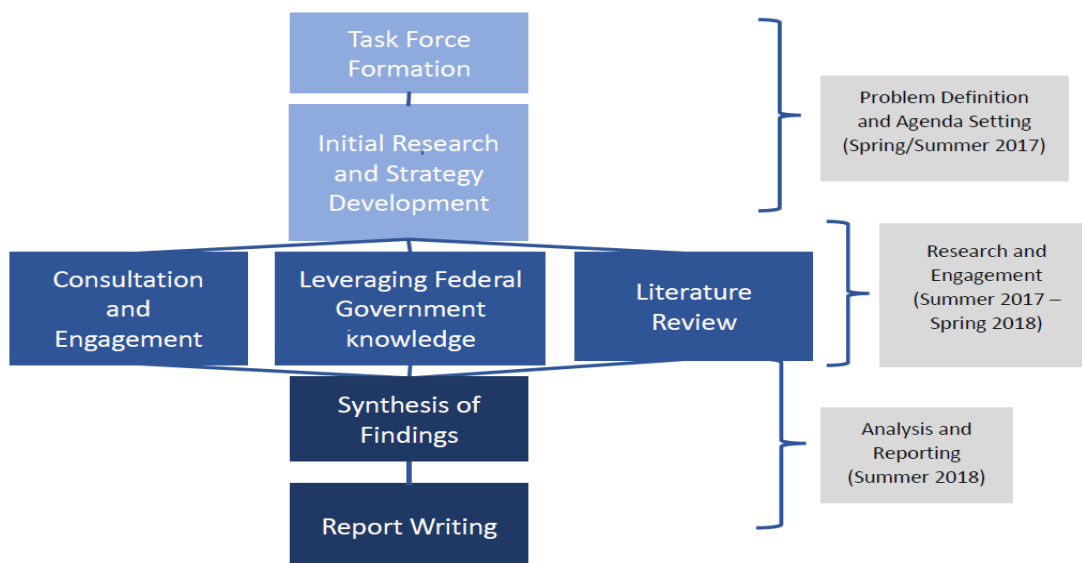 Task Force
Formation
Initial Research
and Strategy
Development
Problem Definition
and Agenda Setting
(Spring/Summer 2017)
Consultation
and
Engagement
Leveraging Federal
Government
knowledge
Literature
Review
Research and
Engagement
(Summer 2017 –
Spring 2018)
Synthesis of
Findings
Report Writing
Analysis and
Reporting
(Summer 2018)